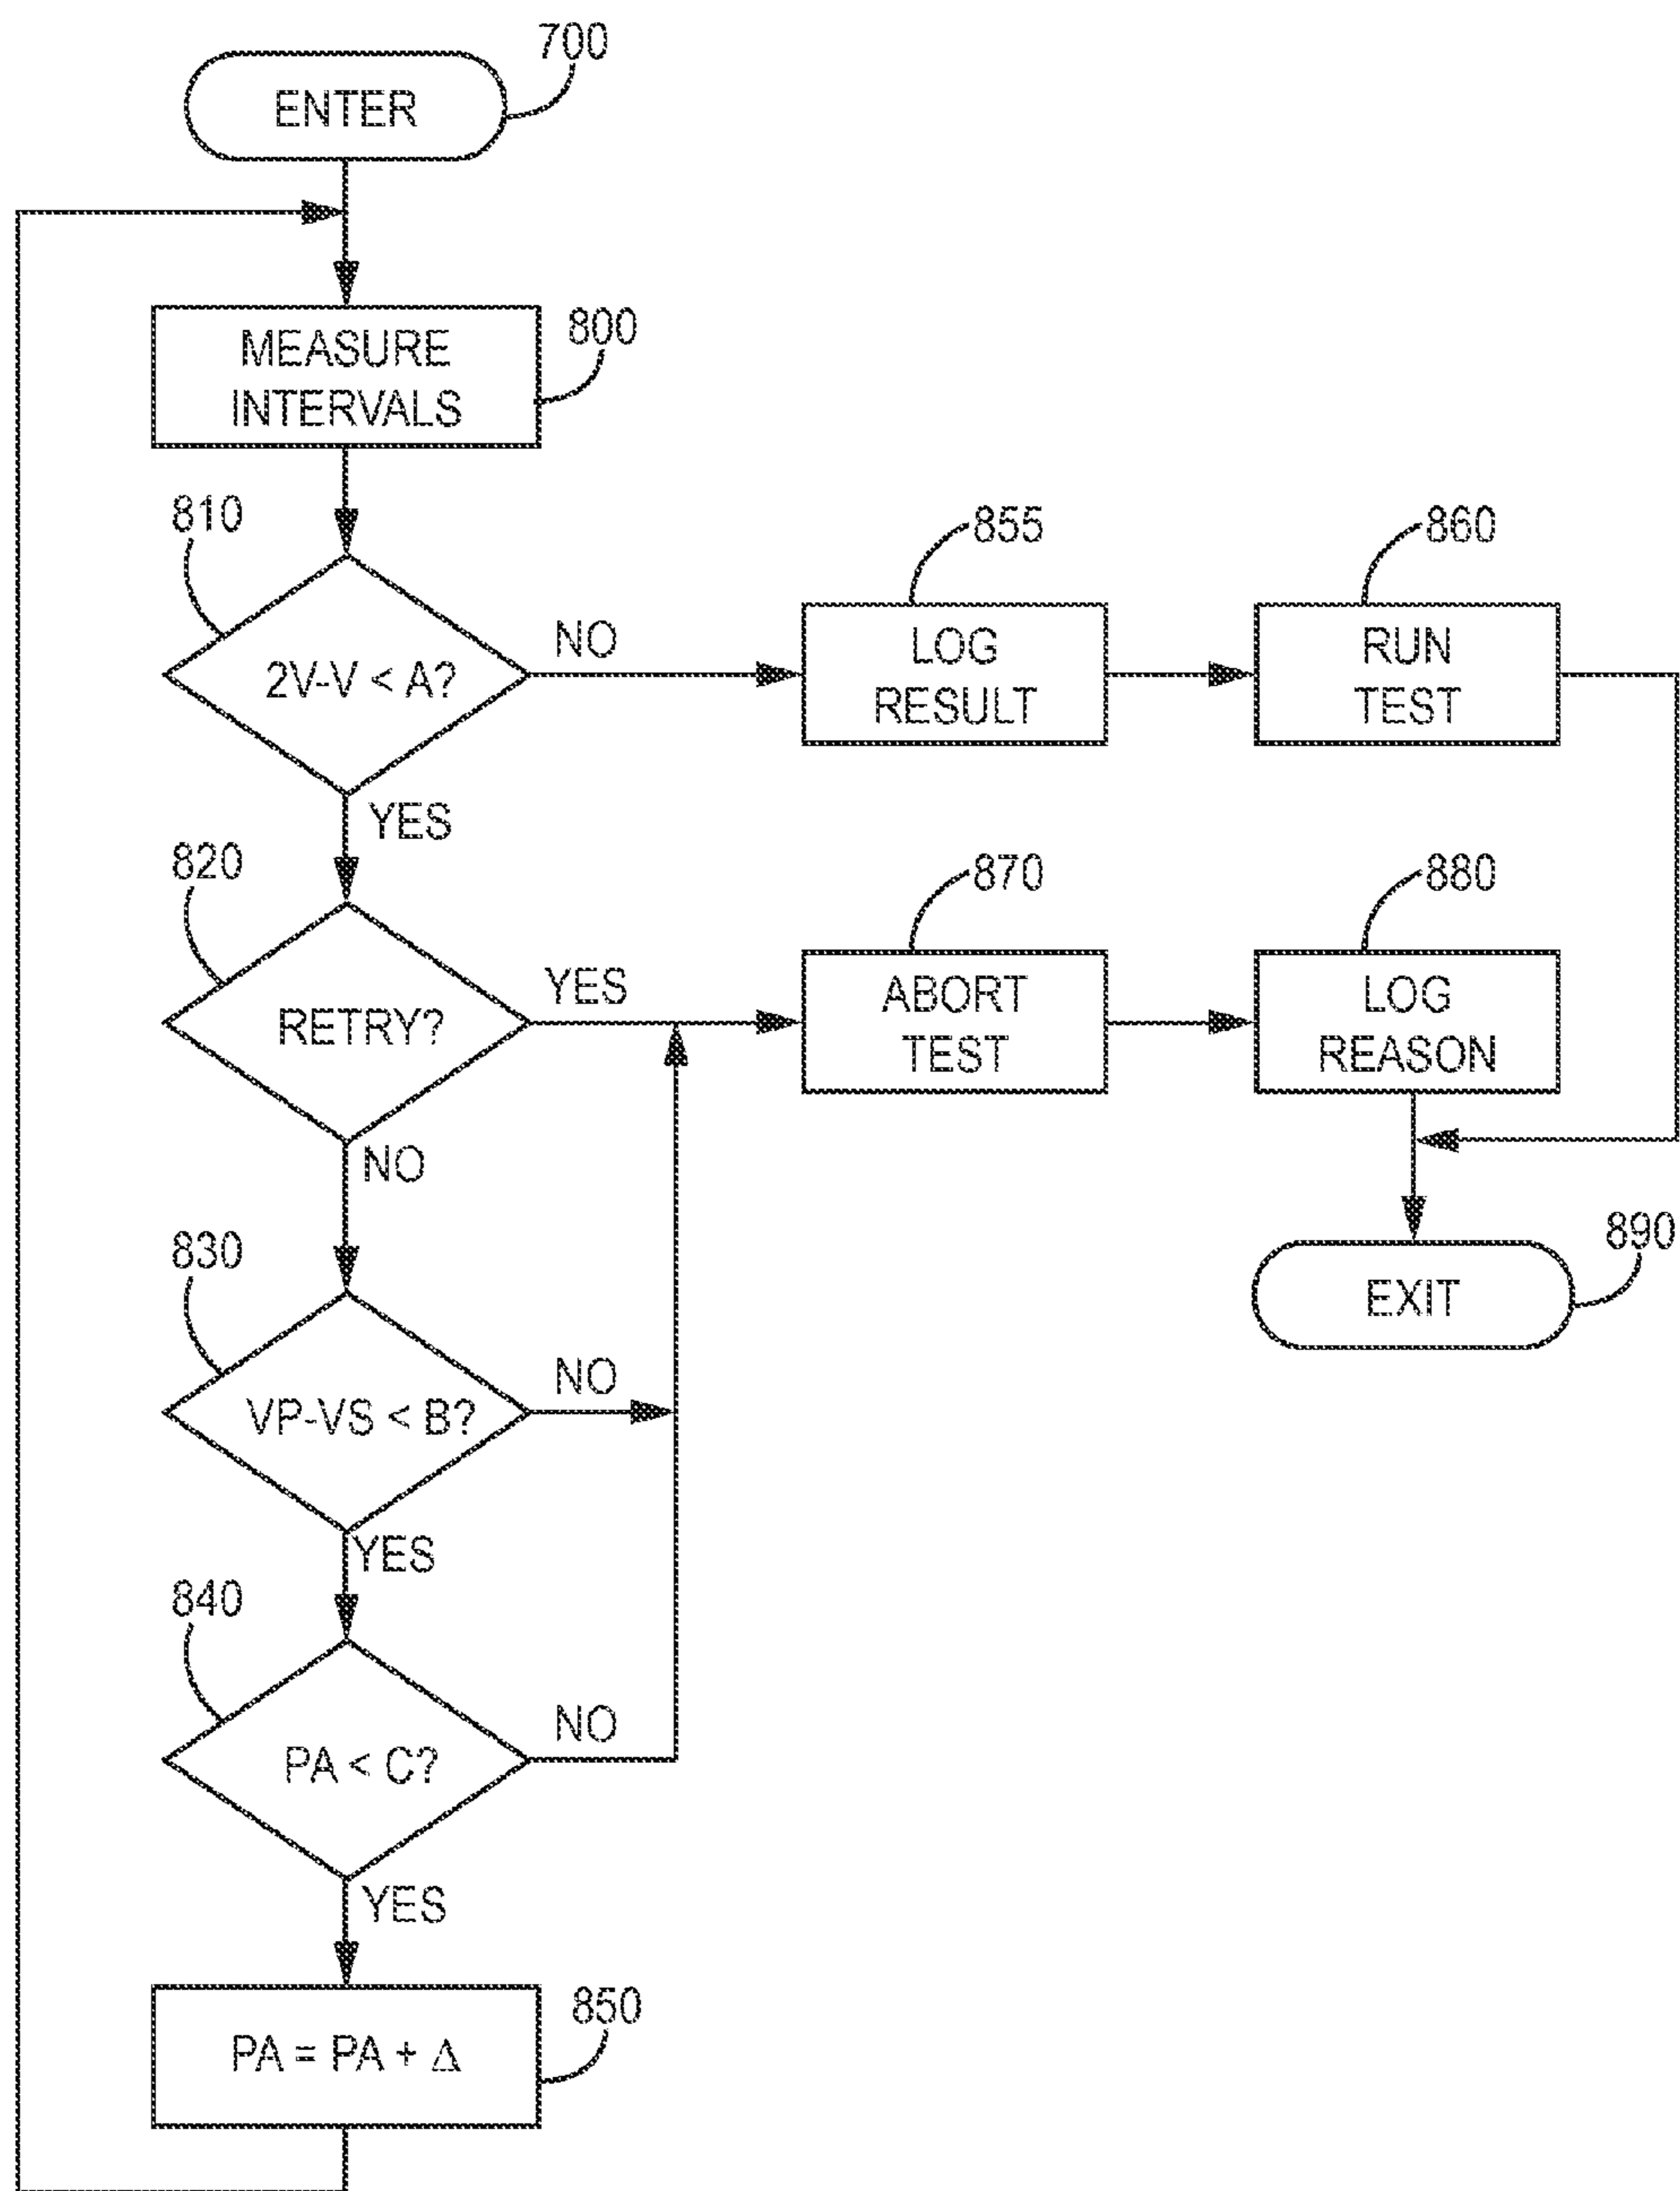 700
ENTER
800
MEASURE
INTERVALS
810
2V-V < A?
NO
YES
855
LOG
RESULT
860
RUN
TEST
820
RETRY?
YES
NO
870
ABORT
TEST
880
LOG
REASON
830
VP-VS < B?
NO
YES
890
EXIT
840
PA < C?
NO
YES
850
PA = PA + Δ